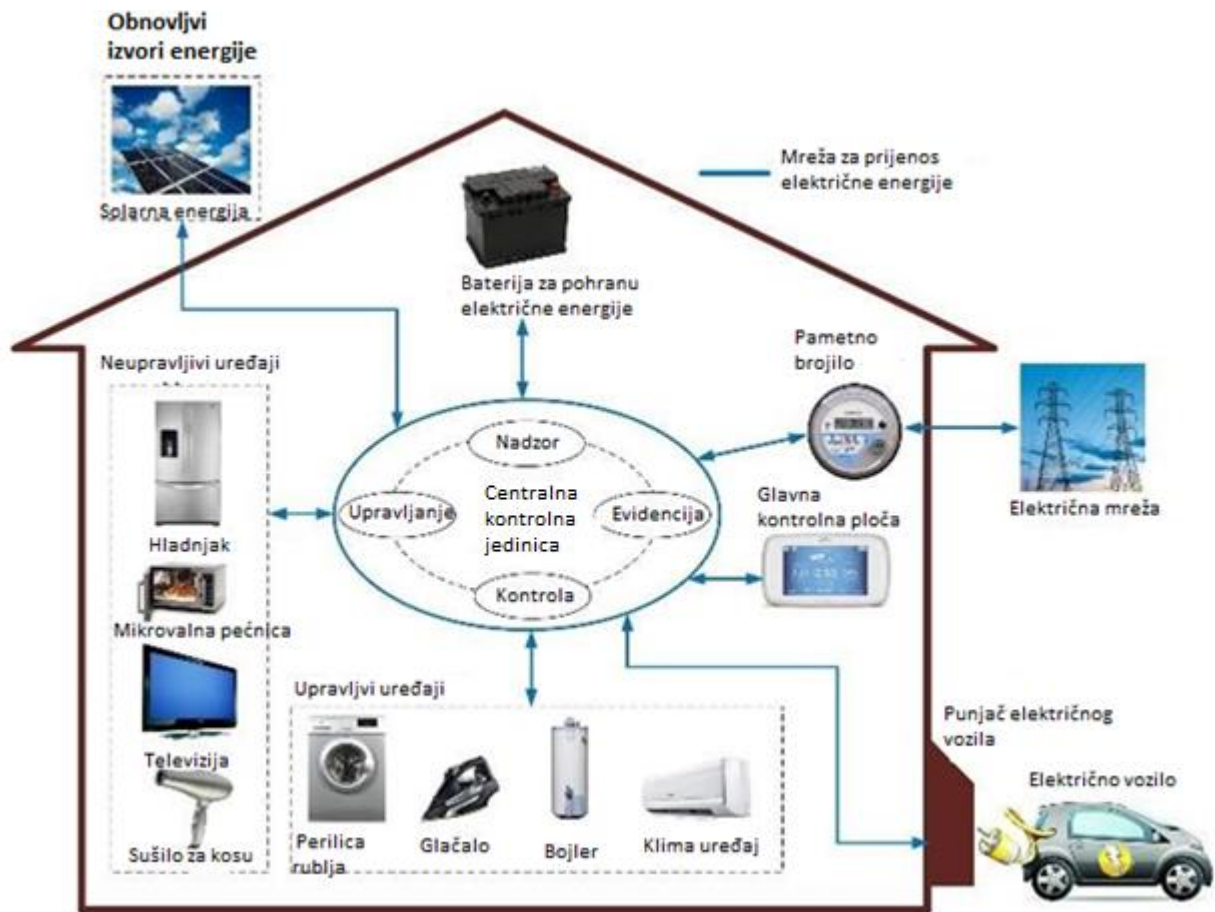 Obnovljvi
izvori energije
Solarna energija
Mreža za prijenos
električne energije
Baterija za pohranu
električne energije
Pametno
brojilo
Neupravljivi uređaji
Nadzor
Upravljanje
Centralna
kontrolna
jedinica
Evidencija
Kontrola
Glavna
kontrolna ploča
Električna mreža
Hladnjak
Mikrovalna pećnica
Televizija
Sušilo za kosu
Upravljvi uređaji
Perilica
rublja
Glačalo
Bojler
Klima uređaj
Punjač električnog
vozila
Električno vozilo